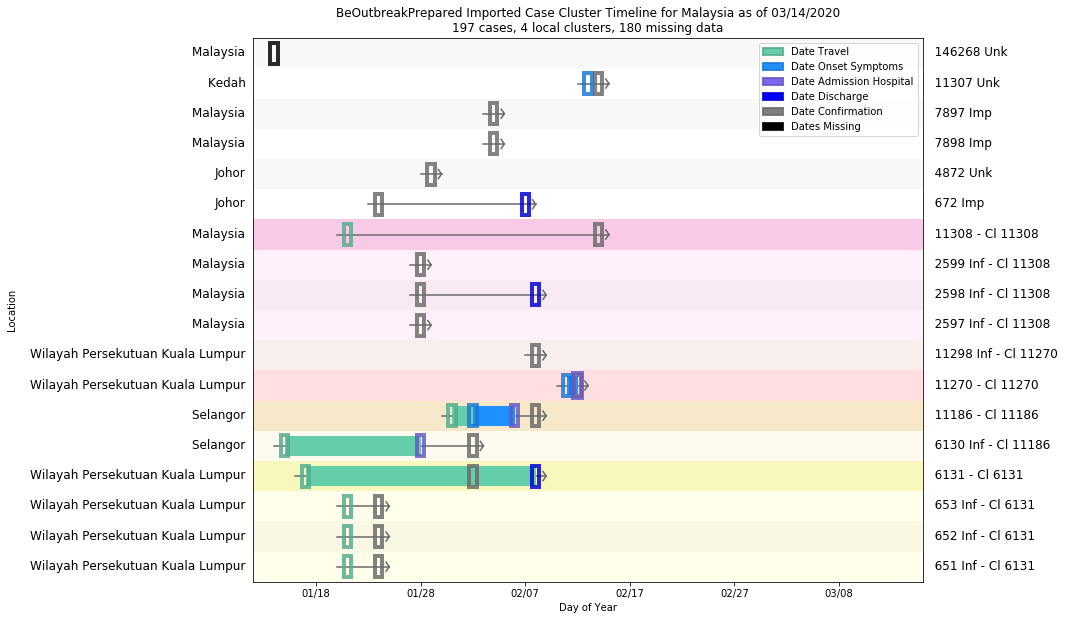 BeOutbreakPrepared Imported Case Cluster Timeline for Malaysia as of 03/14/2020
197 cases, 4 local clusters, 180 missing data
Date Travel
Date Onset Symptoms
Date Admission Hospital
Date Discharge
Date Confirmation
Dates Missing
Location
Malaysia 146268 Unk
Kedah 11307 Unk
Malaysia 7897 Imp
Malaysia 7898 Imp
Johor 4872 Unk
Johor 672 Imp
Malaysia 11308 - Cl 11308
Malaysia 2599 Inf - Cl 11308
Malaysia 2598 Inf - Cl 11308
Malaysia 2597 Inf - Cl 11308
Wilayah Persekutuan Kuala Lumpur 11298 Inf - Cl 11270
Wilayah Persekutuan Kuala Lumpur 11270 - Cl 11270
Selangor 11186 - Cl 11186
Selangor 6130 Inf - Cl 11186
Wilayah Persekutuan Kuala Lumpur 6131 - Cl 6131
Wilayah Persekutuan Kuala Lumpur 653 Inf - Cl 6131
Wilayah Persekutuan Kuala Lumpur 652 Inf - Cl 6131
Wilayah Persekutuan Kuala Lumpur 651 Inf - Cl 6131
01/18 01/28 02/07 02/17 02/27 03/08
Day of Year